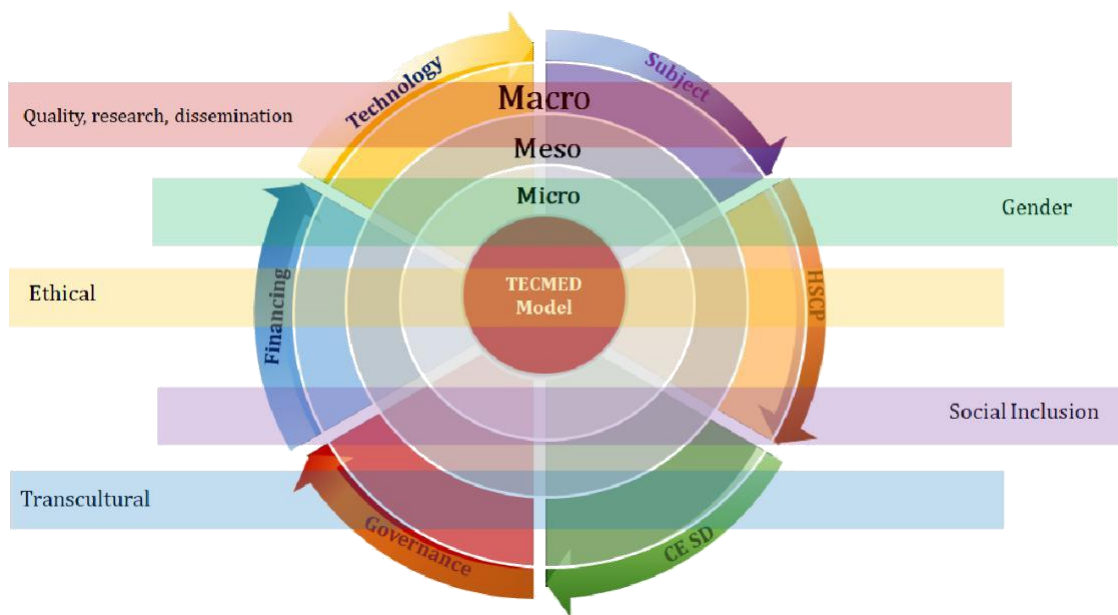 Technology
Subject
Macro
Quality, research, dissemination
Meso
Micro
Gender
Ethical
TECMED
Model
Financing
HSCP
Social Inclusion
Transcultural
Governance
CE SD